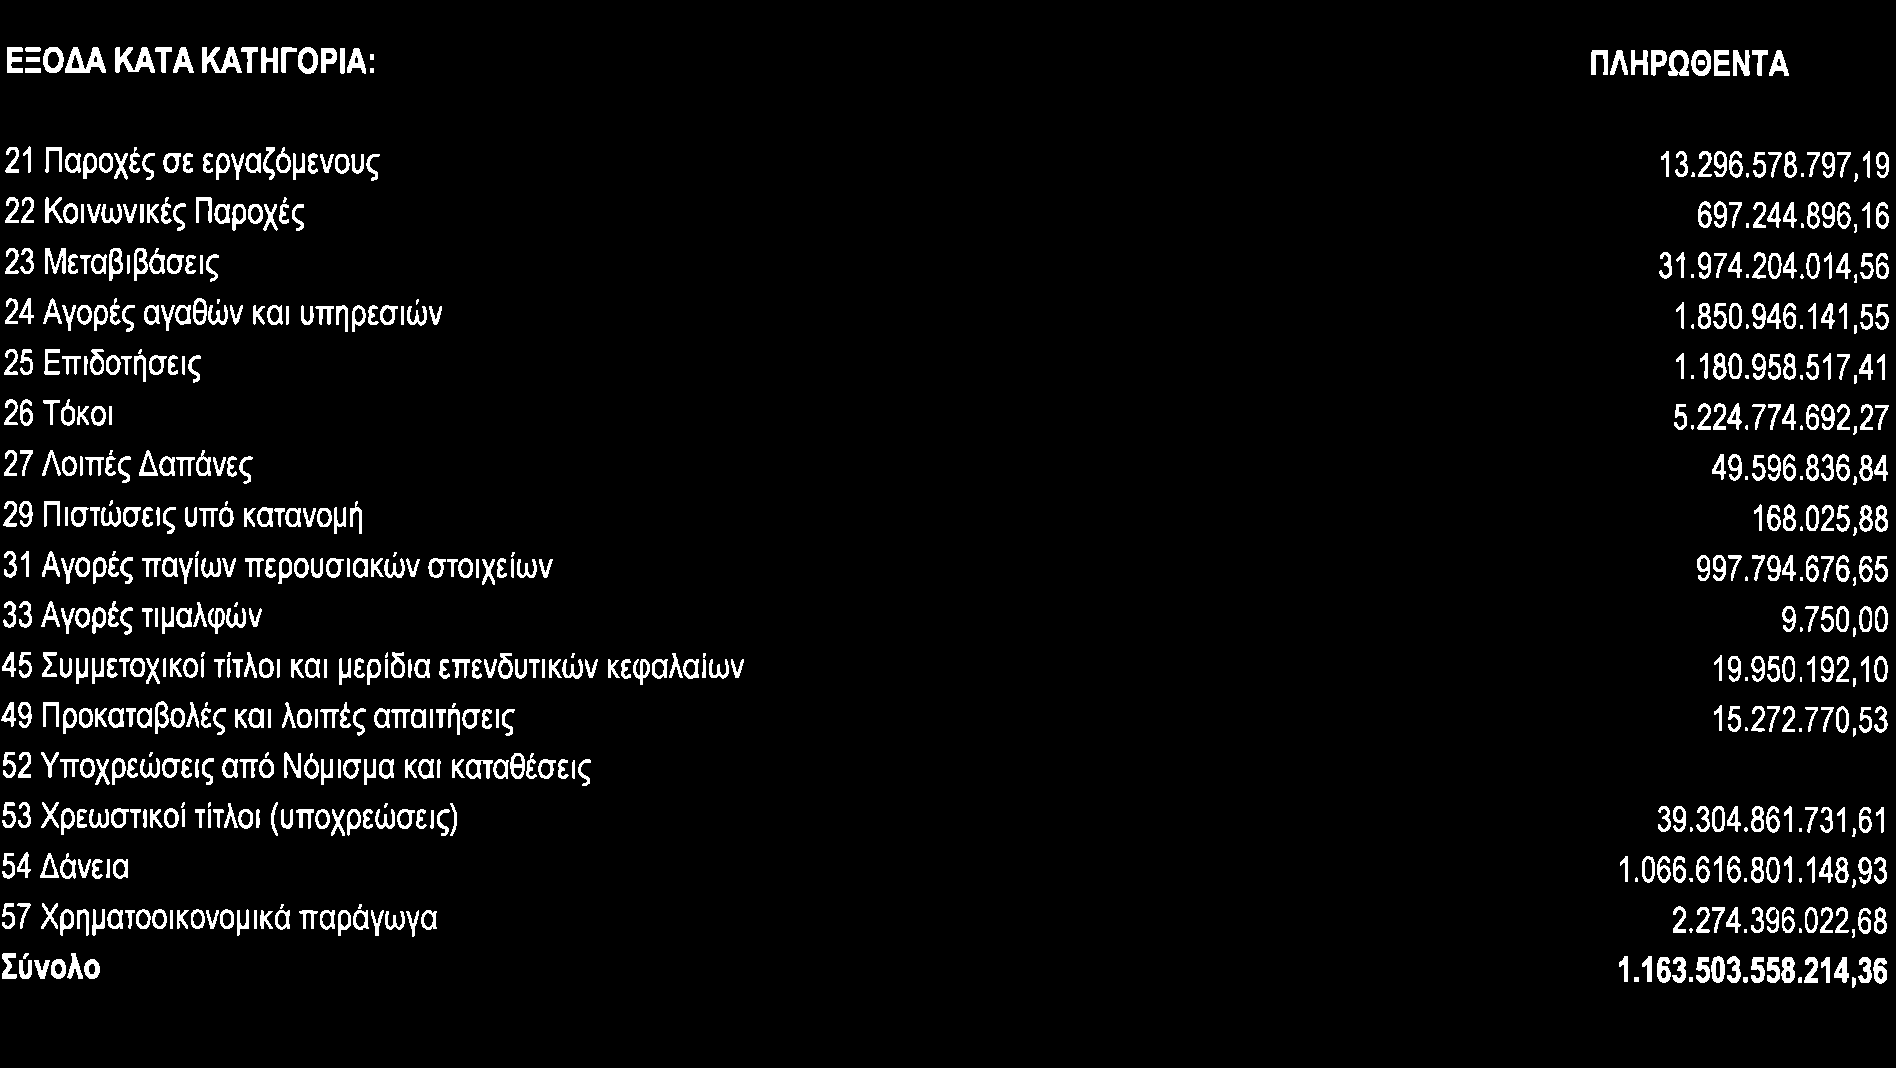 ΕΞΟΔΑ ΚΑΤΑ ΚΑΤΗΓΟΡΙΑ: ΠΛΗΡΩΘΕΝΤΑ
21 Παροχές σε εργαζόμενους 13.296.578.797,19
22 Κοινωνικές Παροχές 697.244.896,16
23 Μεταβιβάσεις 31.974.204.014,56
24 Αγορές αγαθών και υπηρεσιών 1.850.946.141,55
25 Επιδοτήσεις 1.180.958.517,41
26 Τόκοι 5.224.774.692,27
27 Λοιπές Δαπάνες 49.596.836,84
29 Πιστώσεις υπό κατανομή 168.025,88
31 Αγορές παγίων περουσιακών στοιχείων 997.794.676,65
33 Αγορές τιμαλφών 9.750,00
45 Συμμετοχικοί τίτλοι και μερίδια επενδυτικών κεφαλαίων 19.950.192,10
49 Προκαταβολές και λοιπές απαιτήσεις 15.272.770,53
52 Υποχρεώσεις από Νόμισμα και καταθέσεις
53 Χρεωστικοί τίτλοι (υποχρεώσεις) 39.304.861.731,61
54 Δάνεια 1.066.616.801.148,93
57 Χρηματοοικονομικά παράγωγα 2.274.396.022,68
Σύνολο 1.163.503.558.214,36